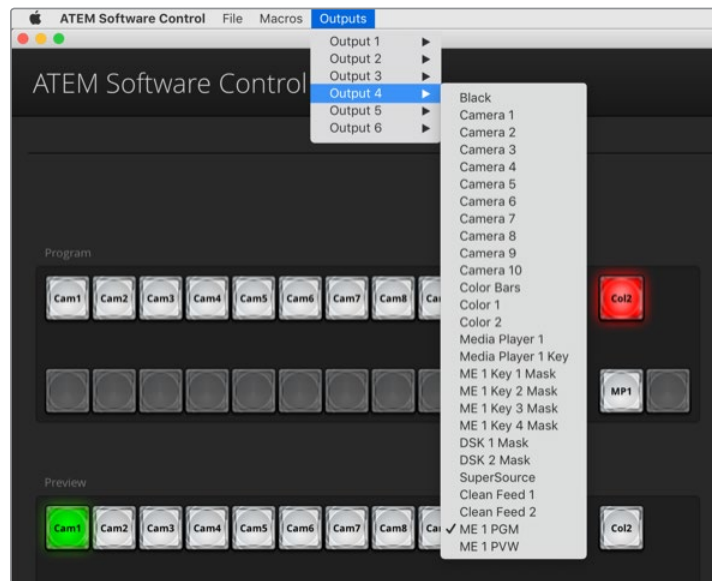 ATEM Software Control File Macros Outputs
Output 1
Output 2
Output 3
Output 4
Output 5
Output 6
ATEM Software Control
Black
Camera 1
Camera 2
Camera 3
Camera 4
Camera 5
Camera 6
Camera 7
Camera 8
Camera 9
Camera 10
Color Bars
Color 1
Color 2
Media Player 1
Media Player 1 Key
ME 1 Key 1 Mask
ME 1 Key 2 Mask
ME 1 Key 3 Mask
ME 1 Key 4 Mask
DSK 1 Mask
DSK 2 Mask
SuperSource
Clean Feed 1
Clean Feed 2
ME 1 PGM
ME 1 PVW
Program
Cam1 Cam2 Cam3 Cam4 Cam5 Cam6 Cam7 Cam8 Col2
MP1
Preview
Cam1 Cam2 Cam3 Cam4 Cam5 Cam6 Cam7 Cam8 Col2